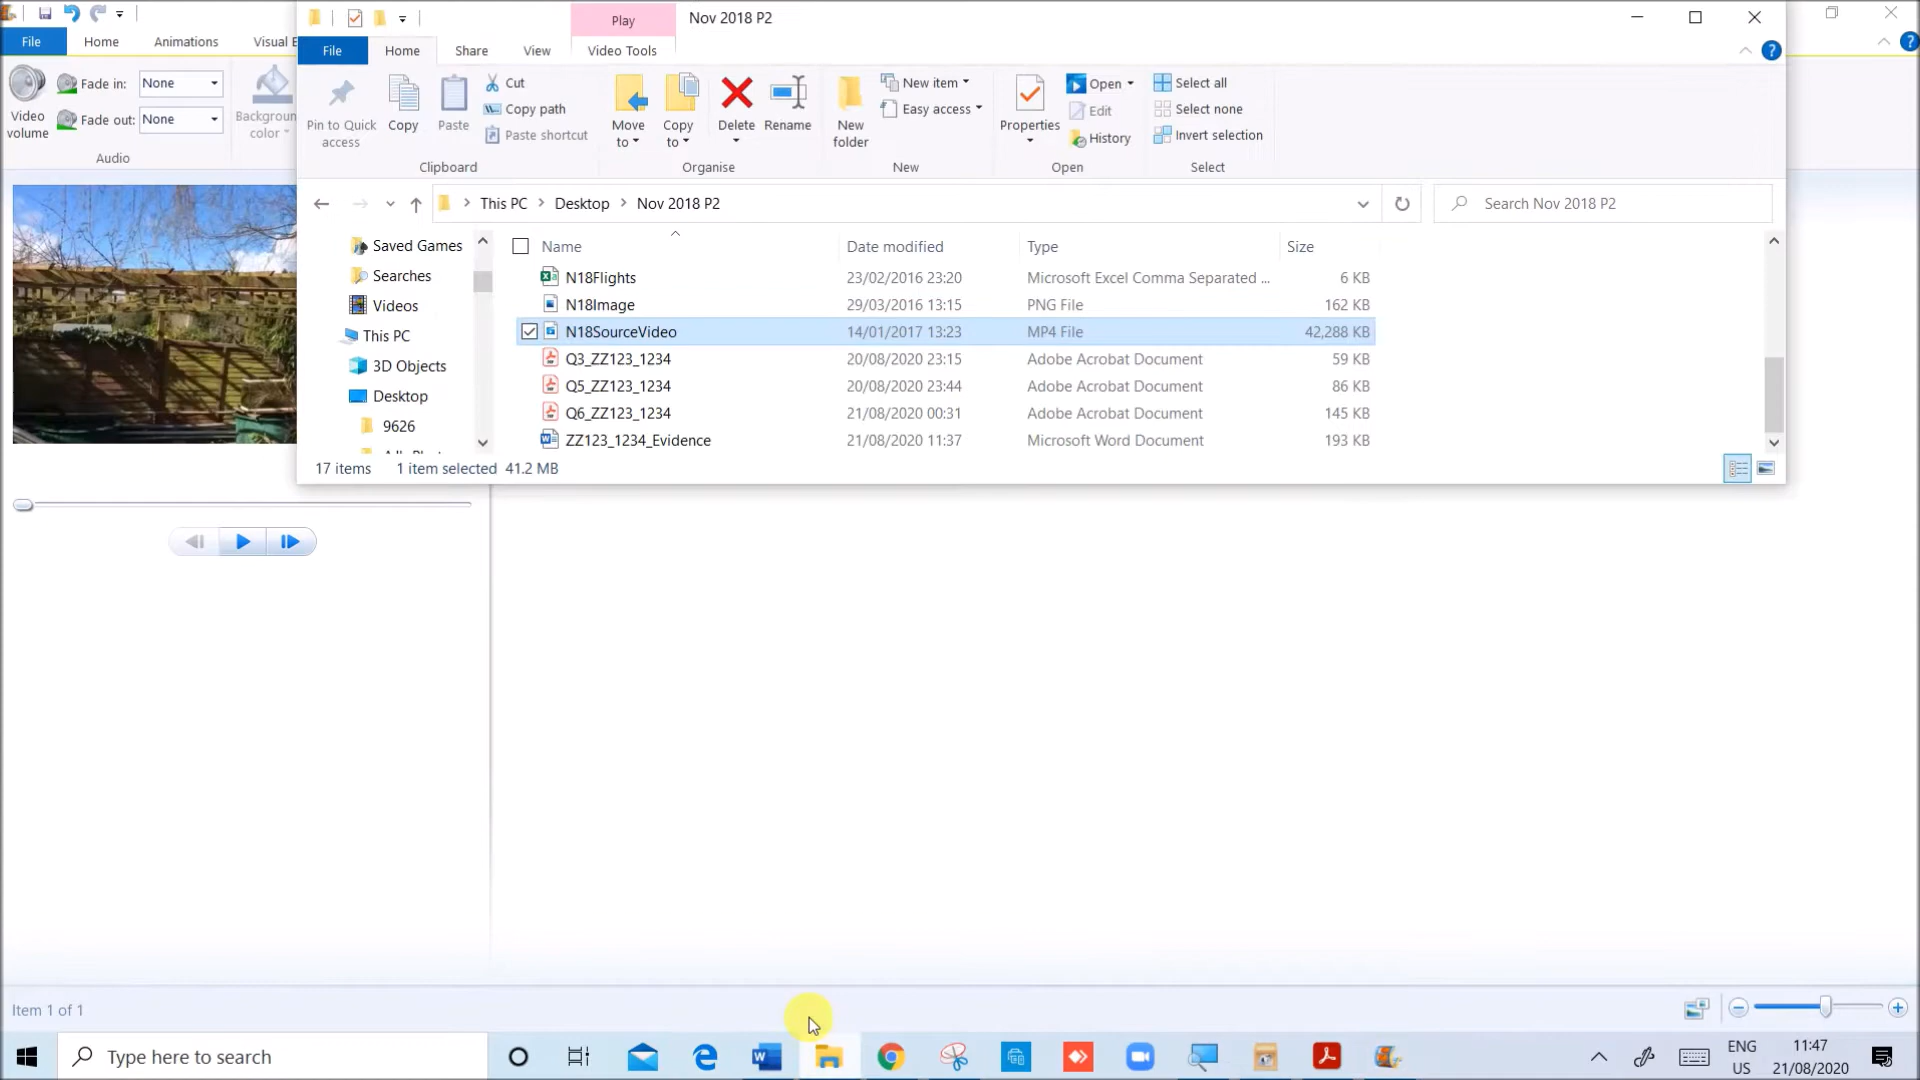 Play
Nov 2018 P2
File
Home
Animations
Visual E
File
Home
Share
View
Video Tools
Fade in:
None
Fade out:
None
Video volume
Backgroun
color
Audio
Pin to Quick access
Copy
Paste
Cut
Copy path
Paste shortcut
Clipboard
Move to
Copy to
Delete
Rename
Organise
New folder
New item
Easy access
New
Properties
Open
Edit
History
Open
Select all
Select none
Invert selection
Select
This PC
Desktop
Nov 2018 P2
Search Nov 2018 P2
Saved Games
Searches
Videos
This PC
3D Objects
Desktop
9626
Name Date modified Type Size
N18Flights 23/02/2016 23:20 Microsoft Excel Comma Separated ... 6 KB
N18Image 29/03/2016 13:15 PNG File 162 KB
N18SourceVideo 14/01/2017 13:23 MP4 File 42,288 KB
Q3_ZZ123_1234 20/08/2020 23:15 Adobe Acrobat Document 59 KB
Q5_ZZ123_1234 20/08/2020 23:44 Adobe Acrobat Document 86 KB
Q6_ZZ123_1234 21/08/2020 00:31 Adobe Acrobat Document 145 KB
ZZ123_1234_Evidence 21/08/2020 11:37 Microsoft Word Document 193 KB
17 items 1 item selected 41.2 MB
Item 1 of 1
Type here to search
ENG
US
11:47
21/08/2020